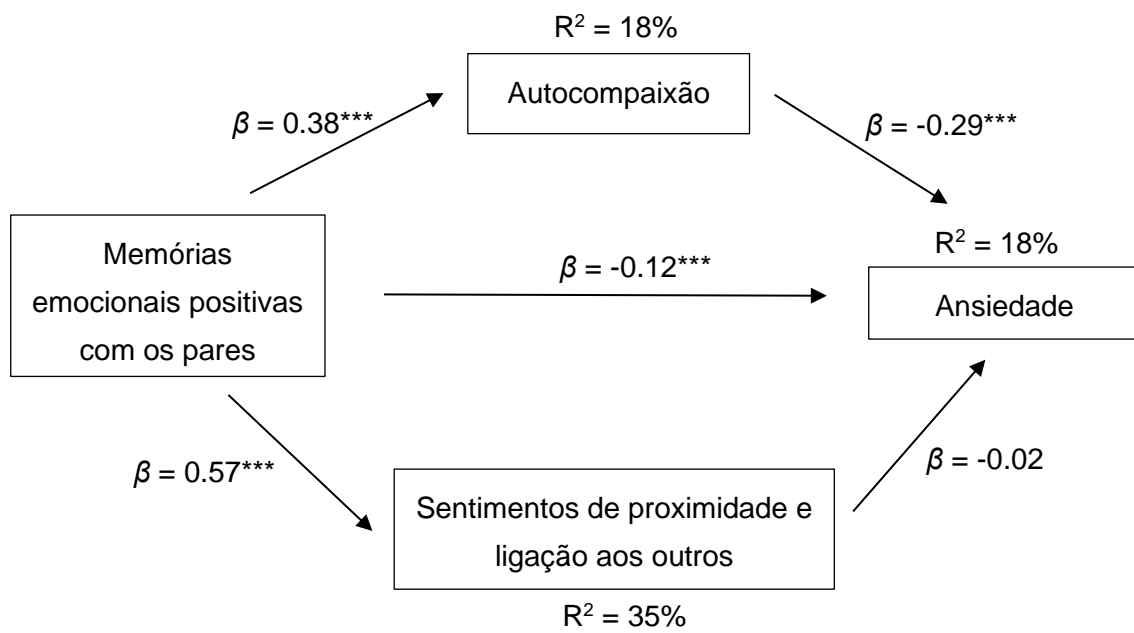 R² = 18%
Autocompaixão
β = 0.38***
β = -0.29***
Memórias
emocionais positivas
com os pares
β = -0.12***
R² = 18%
Ansiedade
β = 0.57***
β = -0.02
Sentimentos de proximidade e
ligação aos outros
R² = 35%